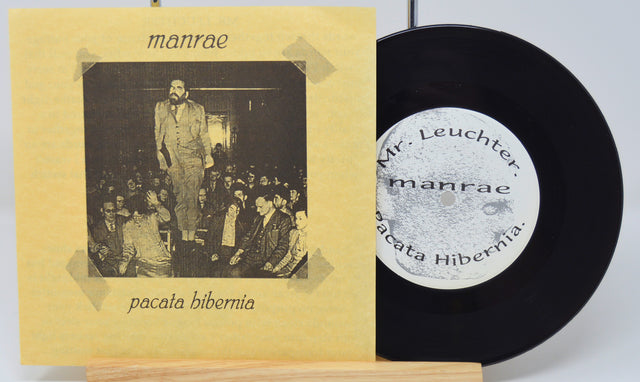 manrae
pacata hibernia
Mr. Leuchter.
manrae
Pacata Hibernia.